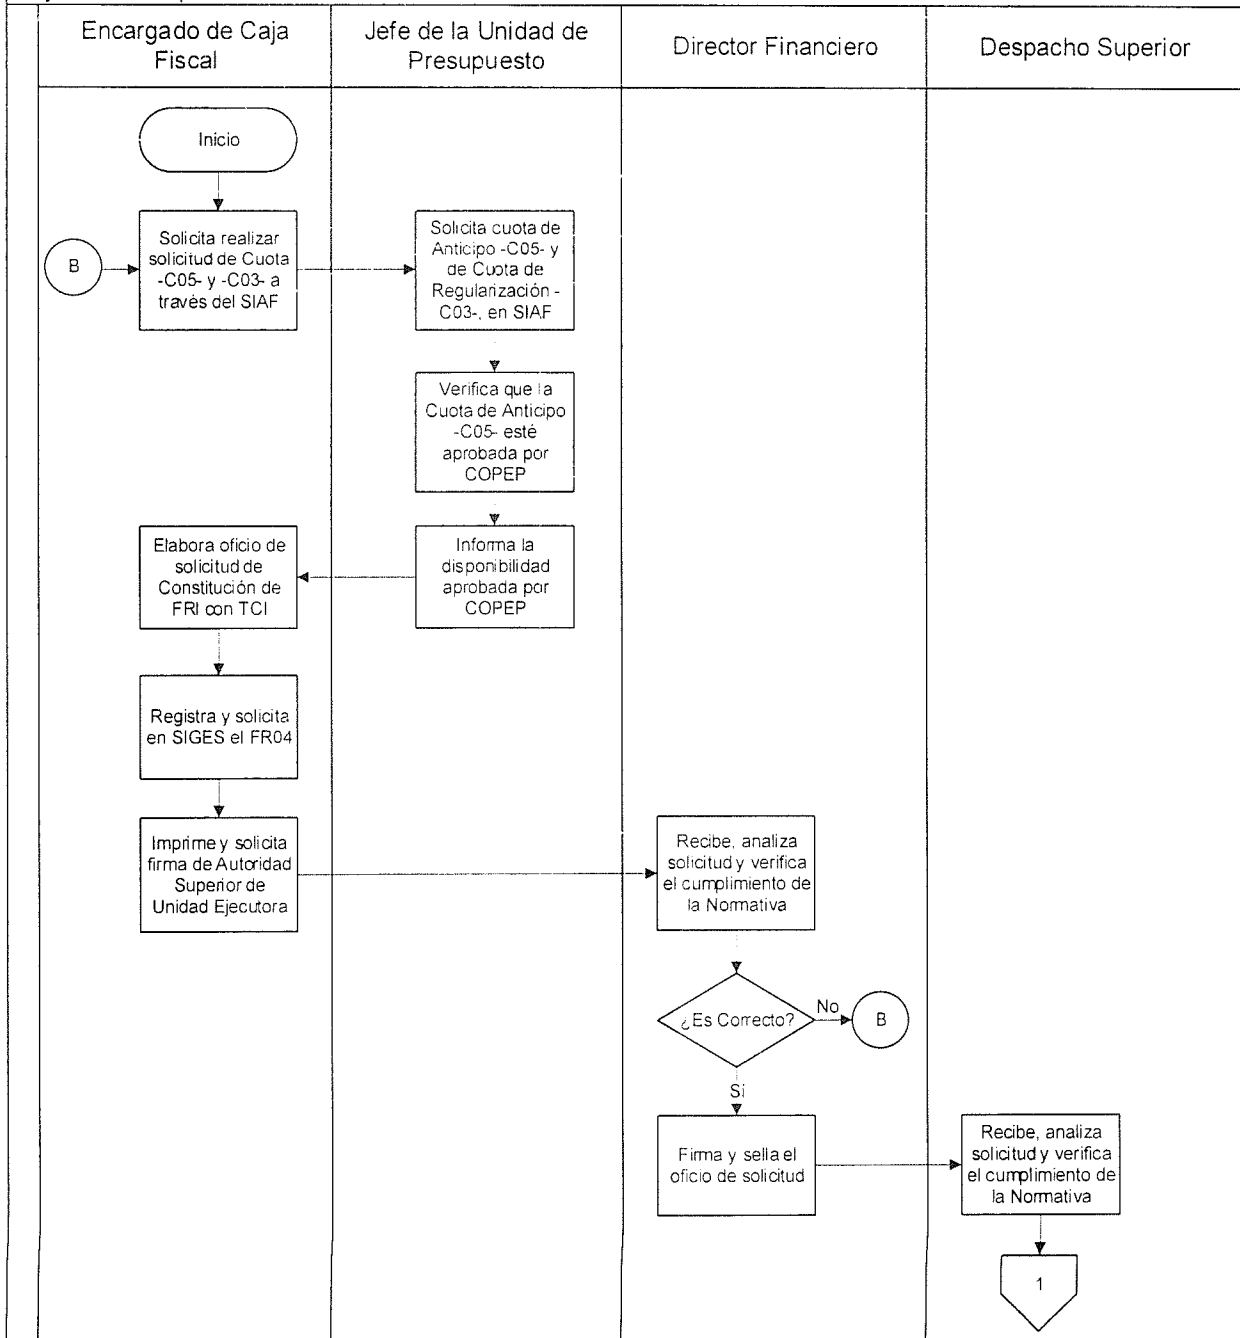 Encargado de Caja
Fiscal
Jefe de la Unidad de
Presupuesto
Director Financiero
Despacho Superior
Inicio
B
Solicita realizar
solicitud de Cuota
-C05- y -C03- a
través del SIAF
Solicita cuota de
Anticipo -C05- y
de Cuota de
Regularización -
C03-, en SIAF
Verifica que la
Cuota de Anticipo
-C05- esté
aprobada por
COPEP
Informa la
disponibilidad
aprobada por
COPEP
Elabora oficio de
solicitud de
Constitución de
FRI con TCI
Registra y solicita
en SIGES el FR04
Imprime y solicita
firma de Autoridad
Superior de
Unidad Ejecutora
Recibe, analiza
solicitud y verifica
el cumplimiento de
la Normativa
¿Es Correcto?
No
B
Sí
Firma y sella el
oficio de solicitud
Recibe, analiza
solicitud y verifica
el cumplimiento de
la Normativa
1